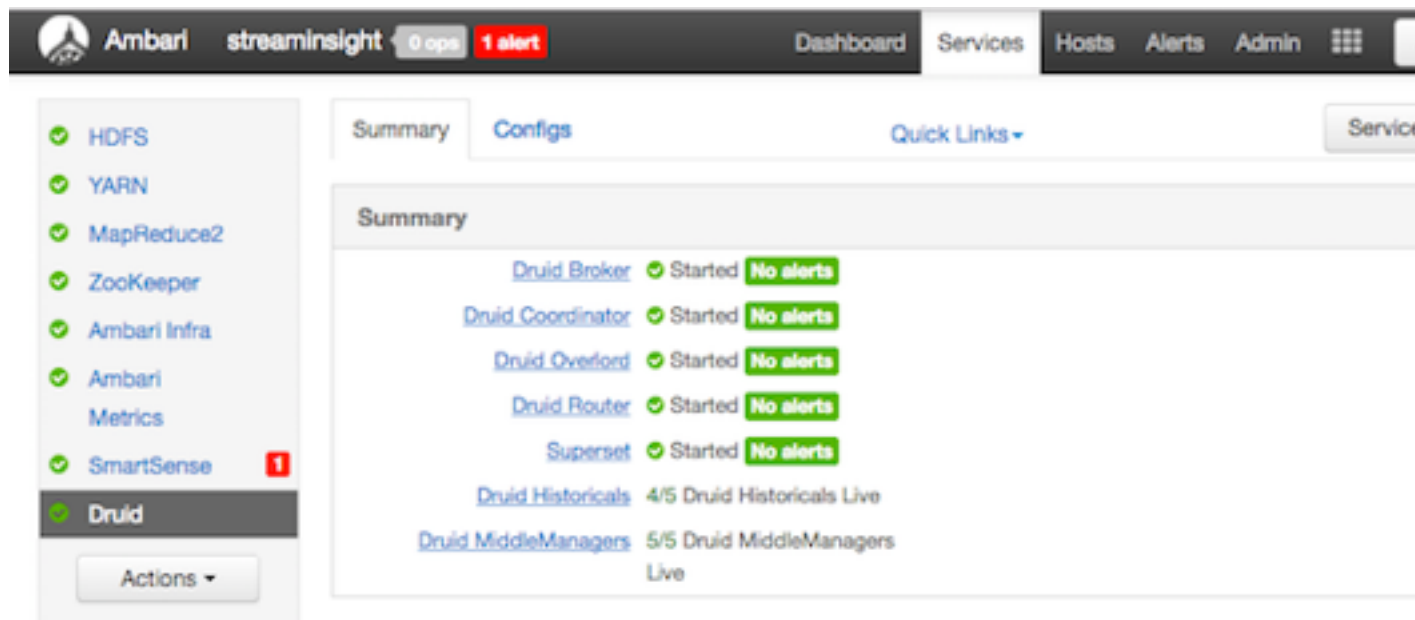 Ambari streaminsight 0 ops 1 alert Dashboard Services Hosts Alerts Admin
HDFS
YARN
MapReduce2
ZooKeeper
Ambari Infra
Ambari
Metrics
SmartSense 1
Druid
Actions
Summary Configs Quick Links Service
Summary
Druid Broker Started No alerts
Druid Coordinator Started No alerts
Druid Overlord Started No alerts
Druid Router Started No alerts
Superset Started No alerts
Druid Historicals 4/5 Druid Historicals Live
Druid MiddleManagers 5/5 Druid MiddleManagers
Live